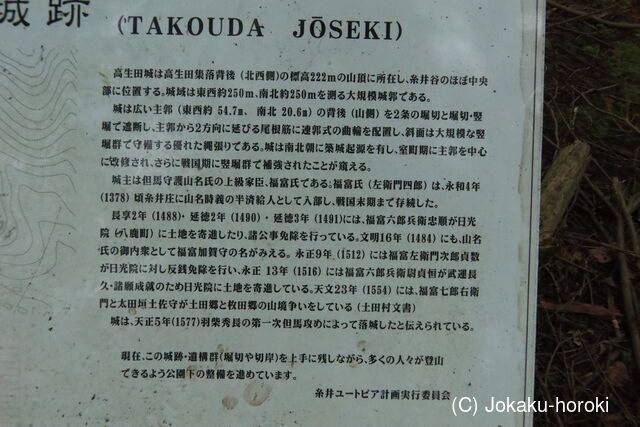 城跡
(TAKOUDA JŌSEKI)
高生田城は高生田集落背後（北西側）の標高222mの山頂に所在し、糸井谷のほぼ中央
部に位置する。城域は東西約250m、南北約250mを測る大規模城郭である。
城は広い主郭（東西約 54.7m、南北 20.6m）の背後（山側）を2条の堀切と堀切・竪
堀で遮断し、主郭から2方向に延びる尾根筋に連郭式の曲輪を配置し、斜面は大規模な竪
堀群で守備する優れた縄張りである。城は南北朝に築城起源を有し、室町期に主郭を中心
に改修され、さらに戦国期に竪堀群で補強されたことが窺える。
城主は但馬守護山名氏の上級家臣、福富氏である。福富氏（左衛門四郎）は、永和4年
(1378) 頃糸井庄に山名時義の半済給人として入部し、戦国末期まで存続した。
長享2年 (1488)・延徳2年 (1490)・延徳3年 (1491)には、福富六郎兵衛忠順が日光
院（八鹿町）に土地を寄進したり、諸公事免除を行っている。文明16年 (1484) にも、山名
氏の御内衆として福富加賀守の名がみえる。永正9年 (1512) には福富左衛門次郎貞数
が日光院に対し反銭免除を行い、永正 13年 (1516) には福富六郎兵衛尉貞恒が武運長
久・諸願成就のため日光院に土地を寄進している。天文23年 (1554) には、福富七郎右衛
門と太田垣土佐守が土田郷と枚田郷の山境争いをしている（土田村文書）
城は、天正5年(1577)羽柴秀長の第一次但馬攻めによって落城したと伝えられている。
現在、この城跡・遺構群（堀切や切岸）を上手に残しながら、多くの人々が登山
できるよう公園下の整備を進めています。
糸井ユートピア計画実行委員会
(C) Jokaku-horoki